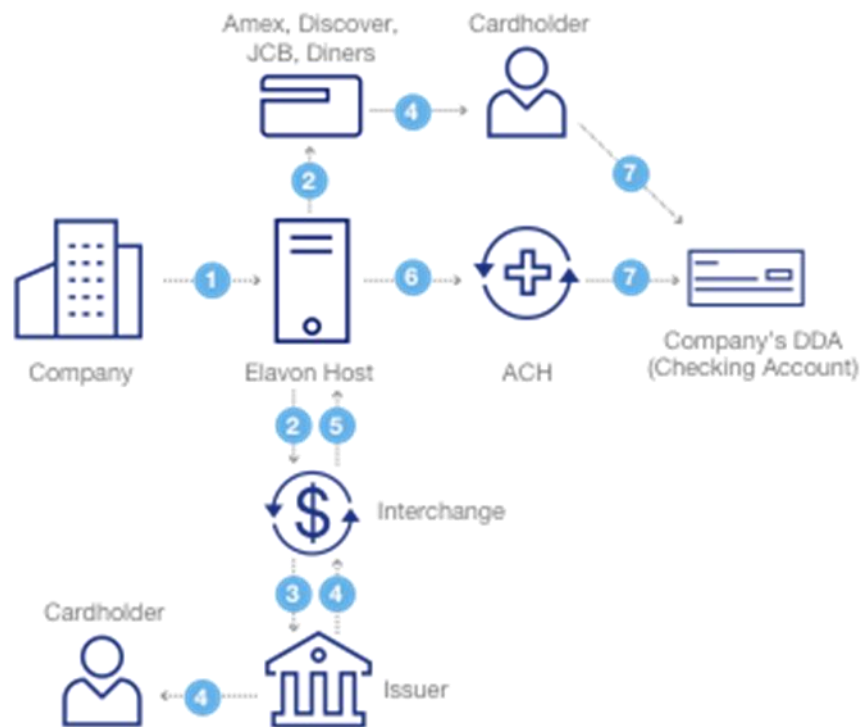 Amex, Discover,
JCB, Diners
Cardholder
4
2
7
1
6
7
Company
Elavon Host
ACH
Company's DDA
(Checking Account)
2
5
$
Interchange
3
4
Cardholder
4
Issuer